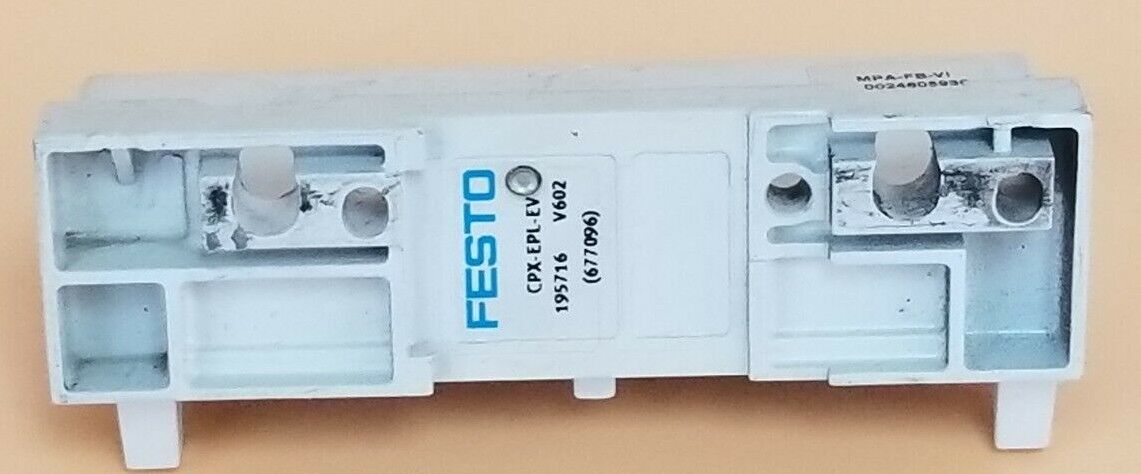 FESTO
CPX-EPL-EV
195716 V602
(677096)
MPA-FB-VI